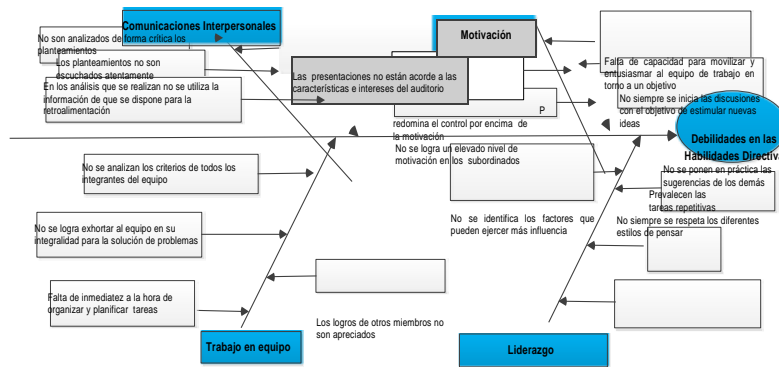 Comunicaciones Interpersonales
No son analizados de forma crítica los
planteamientos
Los planteamientos no son
escuchados atentamente
En los análisis que se realizan no se utiliza la
información de que se dispone para la
retroalimentación
Las presentaciones no están acorde a las
características e intereses del auditorio
Motivación
P
redomina el control por encima de
la motivación
No se logra un elevado nivel de
motivación en los subordinados
No se identifica los factores que
pueden ejercer más influencia
Falta de capacidad para movilizar y
entusiasmar al equipo de trabajo en
torno a un objetivo
No siempre se inicia las discusiones
con el objetivo de estimular nuevas
ideas
Debilidades en las
Habilidades Directiva
No se ponen en práctica las
sugerencias de los demás
Prevalecen las
tareas repetitivas
No siempre se respeta los diferentes
estilos de pensar
No se analizan los criterios de todos los
integrantes del equipo
No se logra exhortar al equipo en su
integralidad para la solución de problemas
Falta de inmediatez a la hora de
organizar y planificar tareas
Los logros de otros miembros no
son apreciados
Trabajo en equipo
Liderazgo